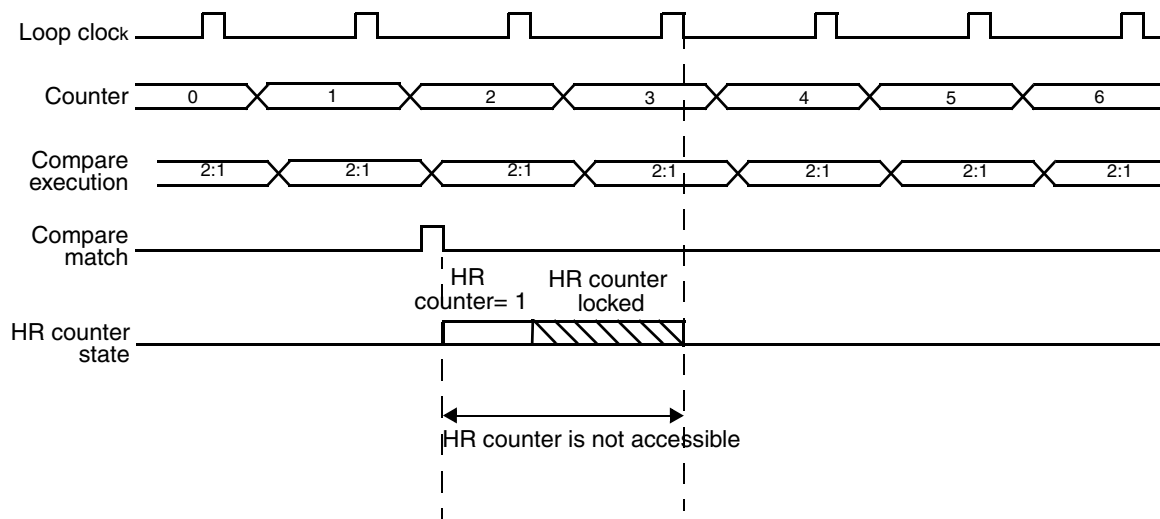 Loop clock
Counter
0 1 2 3 4 5 6
Compare
execution
2:1 2:1 2:1 2:1 2:1 2:1 2:1
Compare
match
HR
counter= 1
HR counter
locked
HR counter
state
HR counter is not accessible